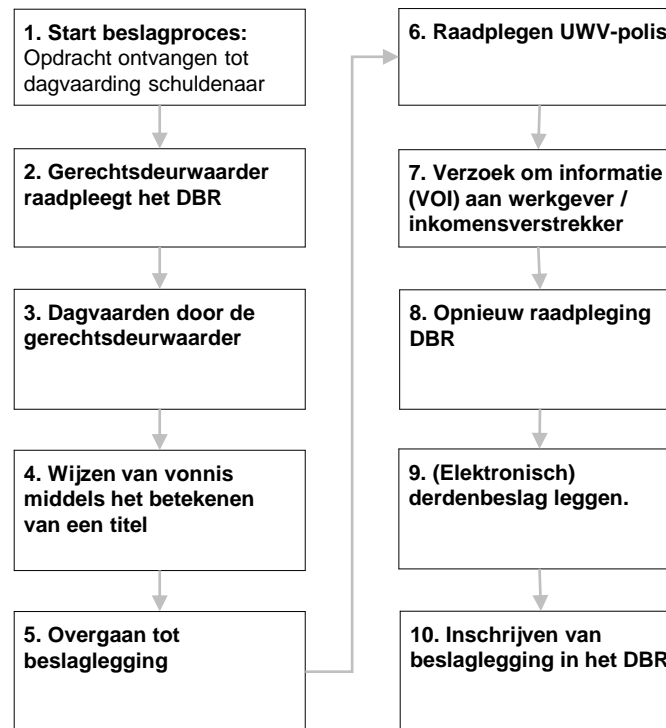 1. Start beslagproces:
Opdracht ontvangen tot
dagvaarding schuldenaar
2. Gerechtsdeurwaarder
raadpleegt het DBR
3. Dagvaarden door de
gerechtsdeurwaarder
4. Wijzen van vonnis
middels het betekenen
van een titel
5. Overgaan tot
beslaglegging
6. Raadplegen UWV-polis
7. Verzoek om informatie
(VOI) aan werkgever /
inkomensverstrekker
8. Opnieuw raadpleging
DBR
9. (Elektronisch)
derdenbeslag leggen.
10. Inschrijven van
beslaglegging in het DBR